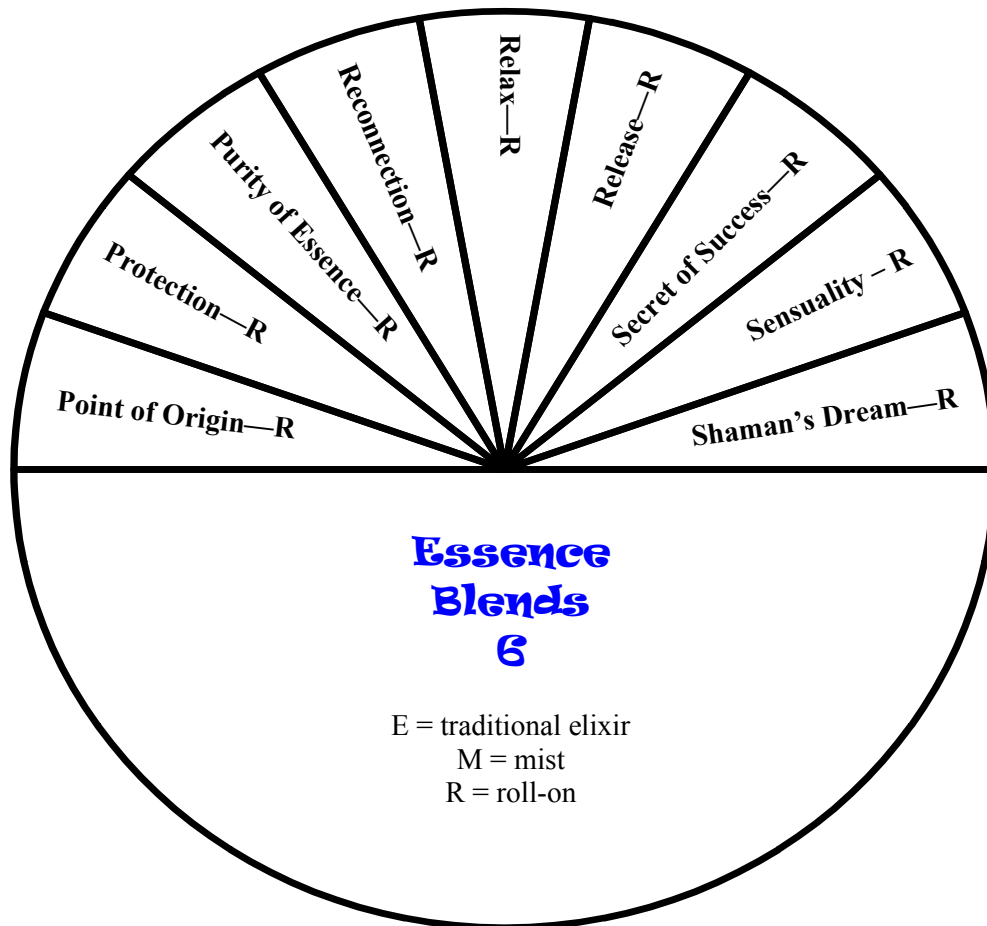 Point of Origin—R
Protection—R
Purity of Essence—R
Reconnection—R
Relax—R
Release—R
Secret of Success—R
Sensuality – R
Shaman’s Dream—R
Essence
Blends
6
E = traditional elixir
M = mist
R = roll-on